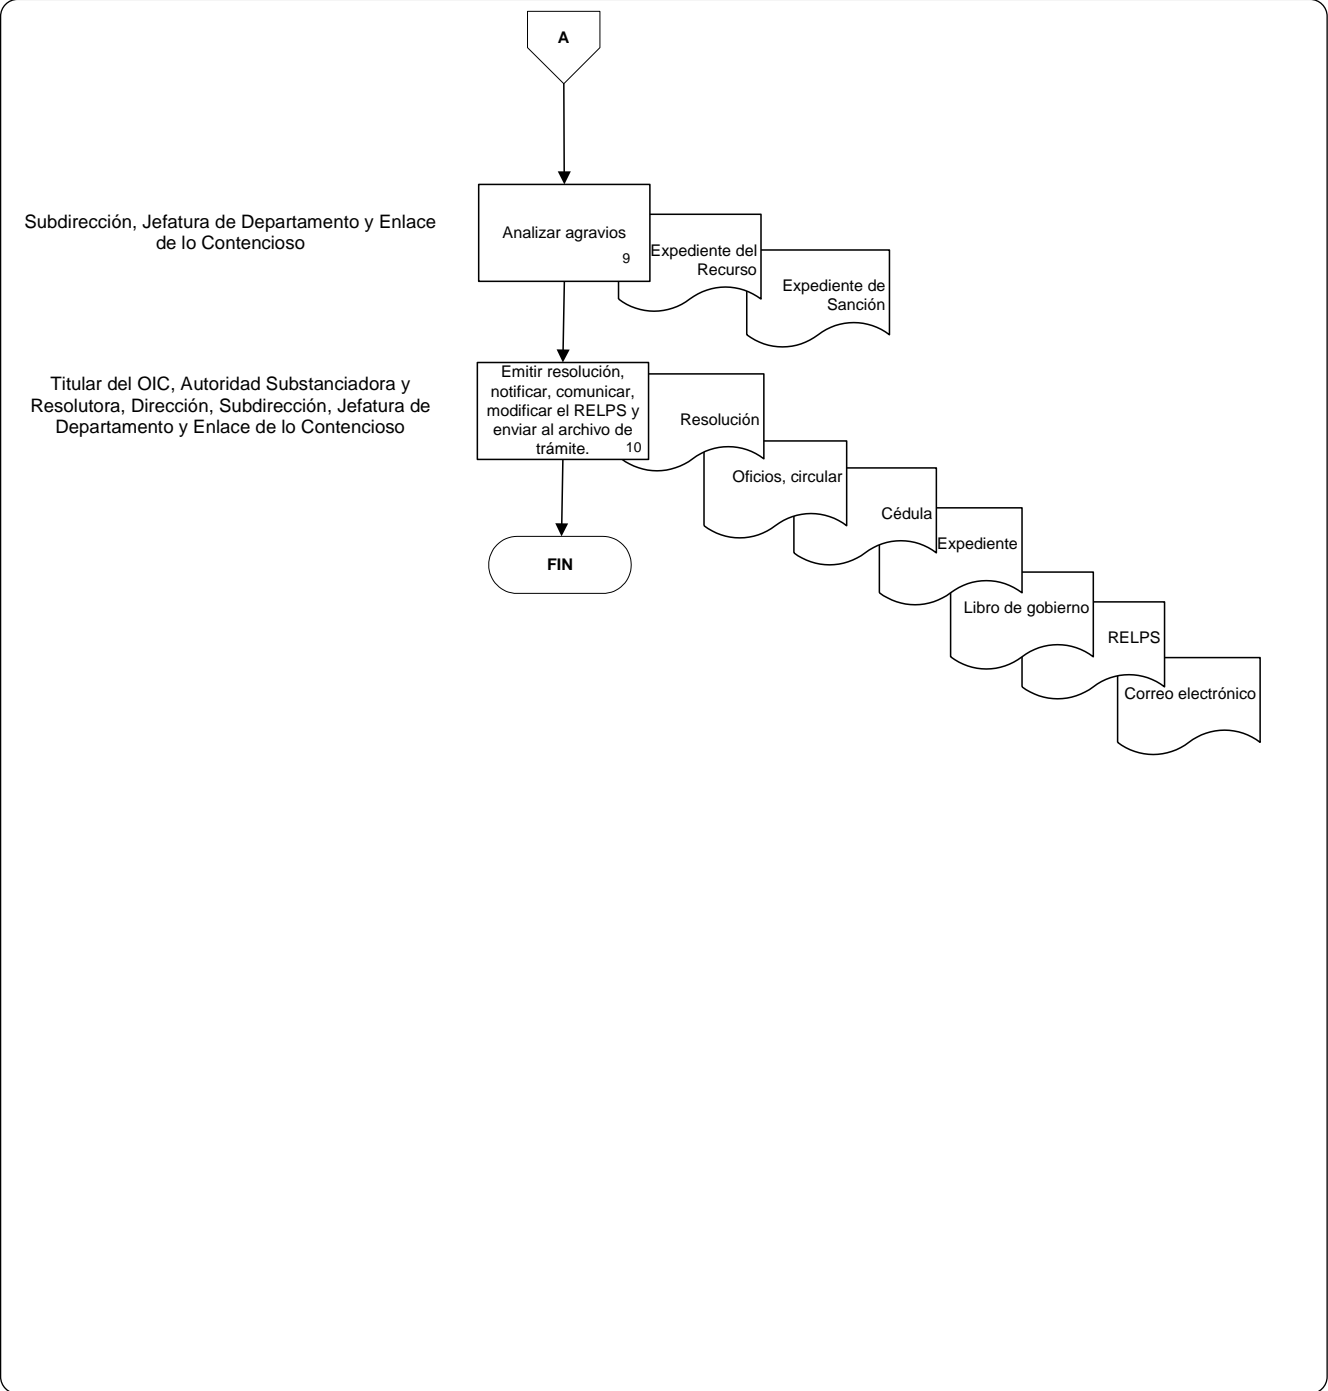 A
Subdirección, Jefatura de Departamento y Enlace
de lo Contencioso
Analizar agravios
9
Expediente del
Recurso
Expediente de
Sanción
Titular del OIC, Autoridad Substanciadora y
Resolutora, Dirección, Subdirección, Jefatura de
Departamento y Enlace de lo Contencioso
Emitir resolución,
notificar, comunicar,
modificar el RELPS y
enviar al archivo de
trámite.
10
Resolución
Oficios, circular
Cédula
Expediente
Libro de gobierno
RELPS
Correo electrónico
FIN